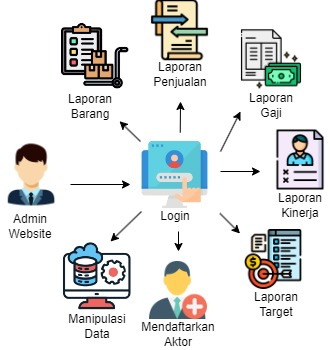 Laporan
Penjualan
Laporan
Barang
Laporan
Gaji
Admin
Website
Login
Laporan
Kinerja
Manipulasi
Data
Mendaftarkan
Aktor
Laporan
Target